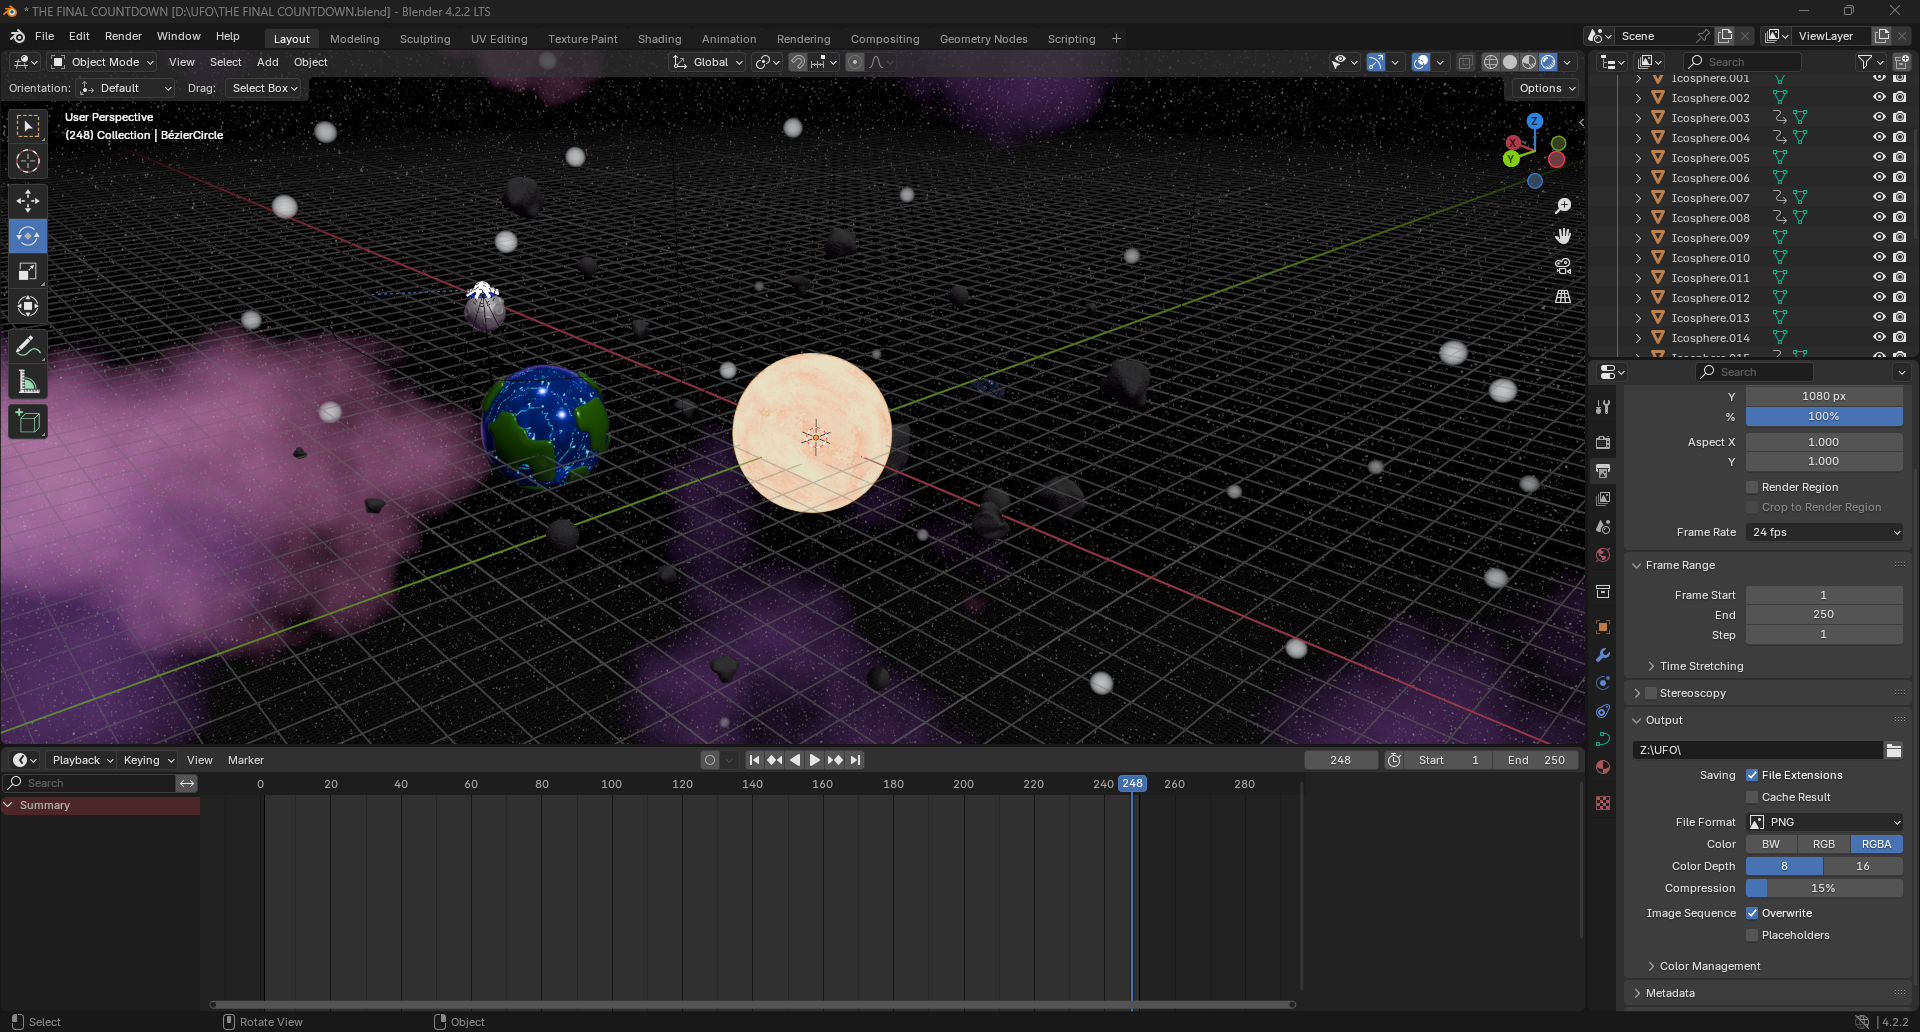 * THE FINAL COUNTDOWN [D:\UFO\THE FINAL COUNTDOWN.blend] - Blender 4.2.2 LTS
File Edit Render Window Help Layout Modeling Sculpting UV Editing Texture Paint Shading Animation Rendering Compositing Geometry Nodes Scripting + Scene ViewLayer
Object Mode View Select Add Object Global Search
Orientation: Default Drag: Select Box Options
User Perspective
(248) Collection | BézierCircle
Z
X
Y
Icosphere.001
Icosphere.002
Icosphere.003
Icosphere.004
Icosphere.005
Icosphere.006
Icosphere.007
Icosphere.008
Icosphere.009
Icosphere.010
Icosphere.011
Icosphere.012
Icosphere.013
Icosphere.014
Icosphere.015
Search
Y 1080 px
% 100%
Aspect X 1.000
Y 1.000
Render Region
Crop to Render Region
Frame Rate 24 fps
Frame Range
Frame Start 1
End 250
Step 1
Time Stretching
Stereoscopy
Output
Z:\UFO\
Saving File Extensions
Cache Result
File Format PNG
Color BW RGB RGBA
Color Depth 8 16
Compression 15%
Image Sequence Overwrite
Placeholders
Color Management
Metadata
Playback Keying View Marker 248 Start 1 End 250
Search 0 20 40 60 80 100 120 140 160 180 200 220 240 248 260 280
Summary
Select Rotate View Object 4.2.2